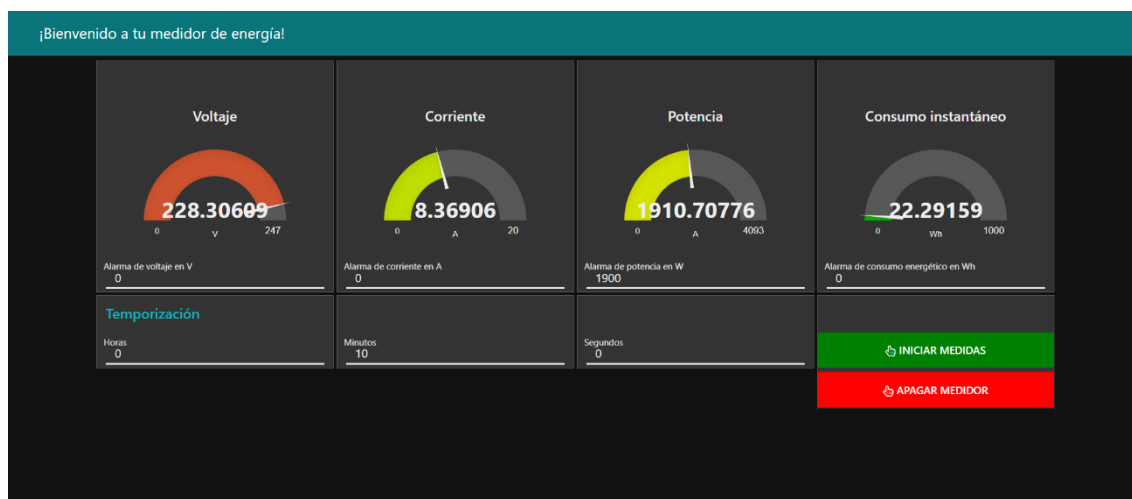 ¡Bienvenido a tu medidor de energía!
Voltaje
228.30609
0
V
247
Alarma de voltaje en V
0
Corriente
8.36906
0
A
20
Alarma de corriente en A
0
Potencia
1910.70776
0
A
4093
Alarma de potencia en W
1900
Consumo instantáneo
22.29159
0
Wh
1000
Alarma de consumo energético en Wh
0
Temporización
Horas
0
Minutos
10
Segundos
0
INICIAR MEDIDAS
APAGAR MEDIDOR